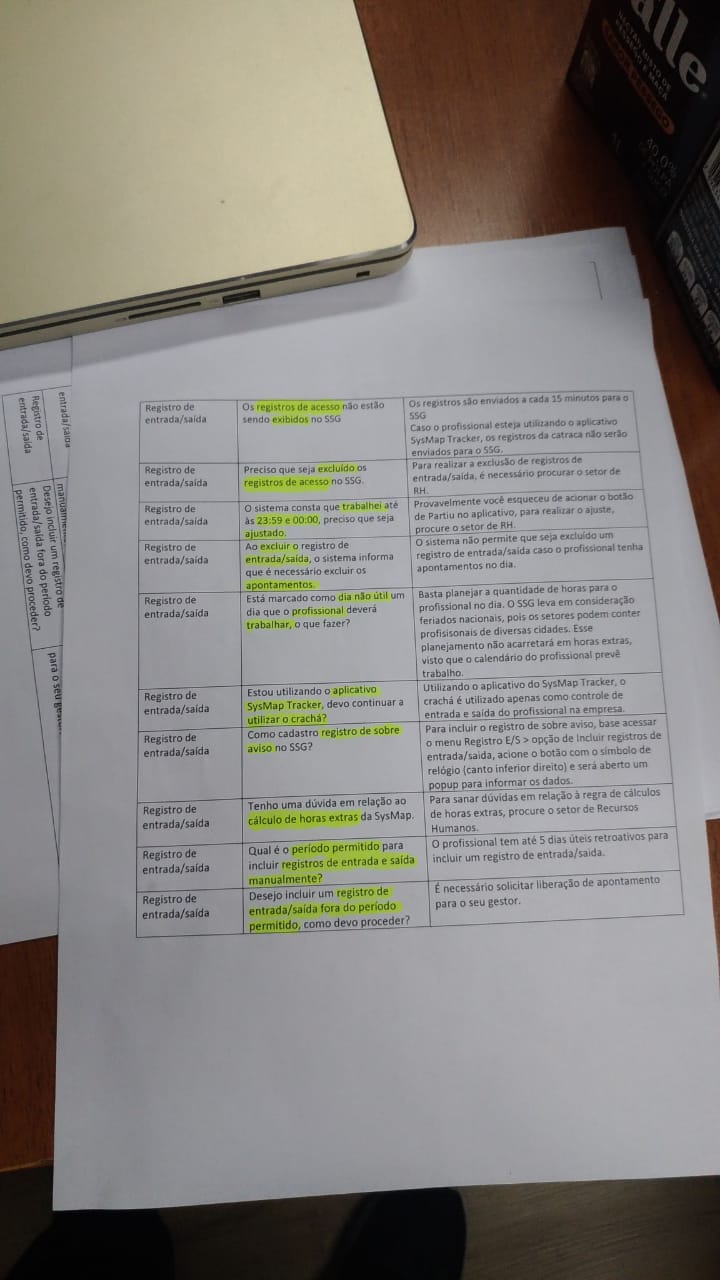 alle
NÉCTAR MISTO DE
PÊSSEGO E MAÇÃ
SABOR PÊSSEGO
40,0%
1L
Registro de
entrada/saída
Os registros de acesso não estão
sendo exibidos no SSG
Os registros são enviados a cada 15 minutos para o
SSG
Caso o profissional esteja utilizando o aplicativo
SysMap Tracker, os registros da catraca não serão
enviados para o SSG.
Registro de
entrada/saída
Preciso que seja excluído os
registros de acesso no SSG.
Para realizar a exclusão de registros de
entrada/saída, é necessário procurar o setor de
RH.
Registro de
entrada/saída
O sistema consta que trabalhei até
às 23:59 e 00:00, preciso que seja
ajustado.
Provavelmente você esqueceu de acionar o botão
de Partiu no aplicativo, para realizar o ajuste,
procure o setor de RH.
Registro de
entrada/saída
Ao excluir o registro de
entrada/saída, o sistema informa
que é necessário excluir os
apontamentos.
O sistema não permite que seja excluído um
registro de entrada/saída caso o profissional tenha
apontamentos no dia.
Registro de
entrada/saída
Está marcado como dia não útil um
dia que o profissional deverá
trabalhar, o que fazer?
Basta planejar a quantidade de horas para o
profissional no dia. O SSG leva em consideração
feriados nacionais, pois os setores podem conter
profisisonais de diversas cidades. Esse
planejamento não acarretará em horas extras,
visto que o calendário do profissional prevê
trabalho.
Registro de
entrada/saída
Estou utilizando o aplicativo
SysMap Tracker, devo continuar a
utilizar o crachá?
Utilizando o aplicativo do SysMap Tracker, o
crachá é utilizado apenas como controle de
entrada e saída do profissional na empresa.
Registro de
entrada/saída
Como cadastro registro de sobre
aviso no SSG?
Para incluir o registro de sobre aviso, base acessar
o menu Registro E/S > opção de Incluir registros de
entrada/saida, acione o botão com o símbolo de
relógio (canto inferior direito) e será aberto um
popup para informar os dados.
Registro de
entrada/saída
Tenho uma dúvida em relação ao
cálculo de horas extras da SysMap.
Para sanar dúvidas em relação à regra de cálculos
de horas extras, procure o setor de Recursos
Humanos.
Registro de
entrada/saída
Qual é o período permitido para
incluir registros de entrada e saída
manualmente?
O profissional tem até 5 dias úteis retroativos para
incluir um registro de entrada/saida.
Registro de
entrada/saída
Desejo incluir um registro de
entrada/saída fora do período
permitido, como devo proceder?
É necessário solicitar liberação de apontamento
para o seu gestor.
entrada/saída
Registro de
entrada/saída
Desejo incluir um registro de
entrada/saída fora do período
permitido, como devo proceder?
para o seu gestor.